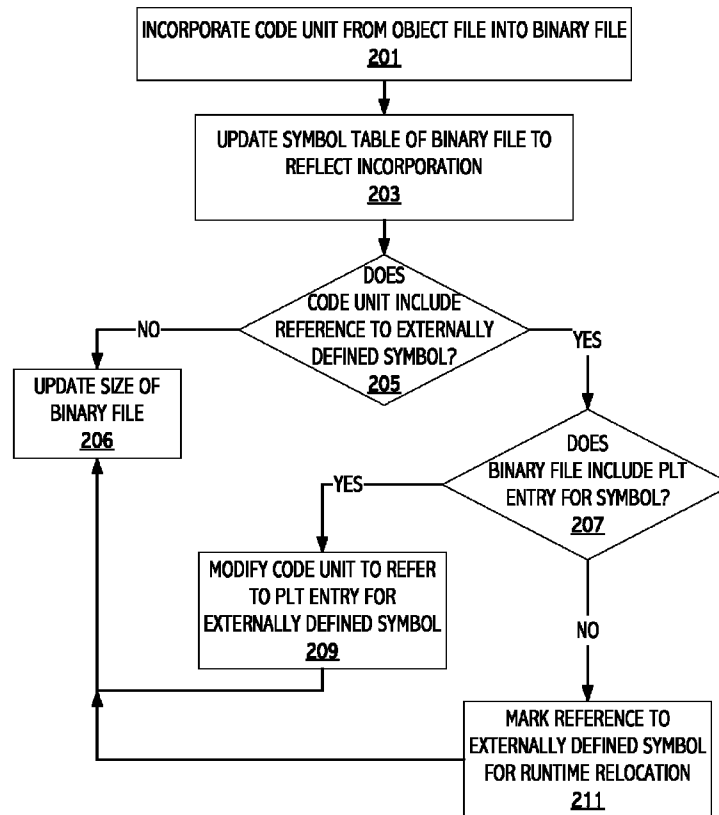 INCORPORATE CODE UNIT FROM OBJECT FILE INTO BINARY FILE
201
UPDATE SYMBOL TABLE OF BINARY FILE TO
REFLECT INCORPORATION
203
DOES
CODE UNIT INCLUDE
REFERENCE TO EXTERNALLY
DEFINED SYMBOL?
205
NO
YES
UPDATE SIZE OF
BINARY FILE
206
DOES
BINARY FILE INCLUDE PLT
ENTRY FOR SYMBOL?
207
YES
MODIFY CODE UNIT TO REFER
TO PLT ENTRY FOR
EXTERNALLY DEFINED SYMBOL
209
NO
MARK REFERENCE TO
EXTERNALLY DEFINED SYMBOL
FOR RUNTIME RELOCATION
211